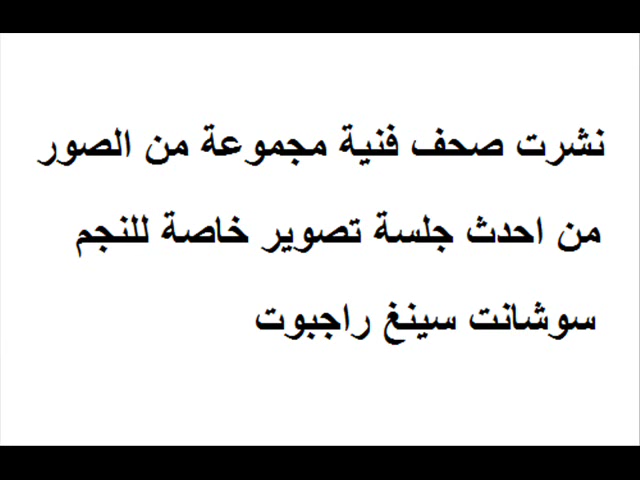 نشرت صحف فنية مجموعة من الصور
من احدث جلسة تصوير خاصة للنجم
سوشانت سينغ راجبوت